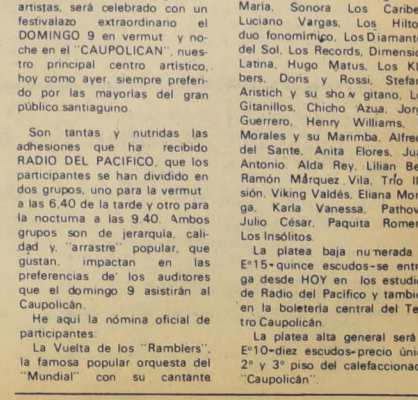 artistas, será celebrado con un
festivalazo extraordinario el
DOMINGO 9 en vermut y no-
che en el "CAUPOLICAN", nues-
tro principal centro artístico,
hoy como ayer, siempre preferi-
do por las mayorías del gran
público santiaguino.
Son tantas y nutridas las
adhesiones que ha recibido
RADIO DEL PACIFICO, que los
participantes se han dividido en
dos grupos, uno para la vermut
a las 6,40 de la tarde y otro para
la nocturna a las 9.40. Ambos
grupos son de jerarquía, cali-
dad y, "arrastre" popular, que
gustan, impactan en las
preferencias de los auditores
que el domingo 9 asistirán al
Caupolicán.
He aquí la nómina oficial de
participantes:
La Vuelta de los "Ramblers",
la famosa popular orquesta del
"Mundial" con su cantante
María, Sonora Los Caribe
Luciano Vargas, Los Hilto
duo fonomímico, Los Diamante
del Sol, Los Records, Dimensió
Latina, Hugo Matus, Los Kl
bers, Doris y Rossi, Stefan
Aristich y su show gitano, Lo
Gitanillos, Chicho Azua, Jorg
Guerrero, Henry Williams,
Morales y su Marimba, Alfred
del Sante, Anita Flores, Jua
Antonio. Alda Rey, Lilian Be
Ramón Márquez Vila, Trío Il
sión, Viking Valdés, Eliana Mor
ga, Karla Vanessa, Pathov
Julio César, Paquita Romer
Los Insólitos.
La platea baja numerada
E°15-quince escudos-se entr
ga desde HOY en los estudio
de Radio del Pacífico y tambié
en la boletería central del Te
tro Caupolicán.
La platea alta general será
E°10-diez escudos-precio úni
2° y 3° piso del calefacciona
"Caupolicán".